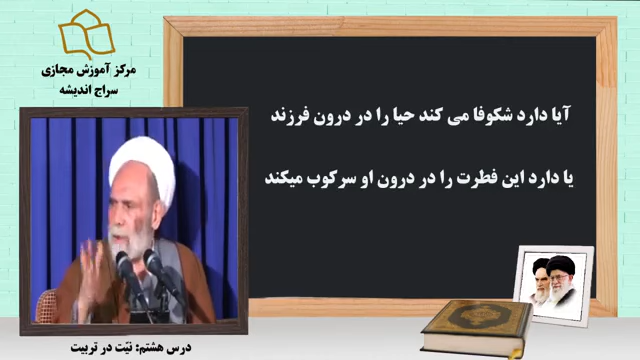 مرکز آموزش مجازی
سراج اندیشه
آیا دارد شکوفا می کند حیا را در درون فرزند
یا دارد این فطرت را در درون او سرکوب میکند
درس هشتم: نیّت در تربیت